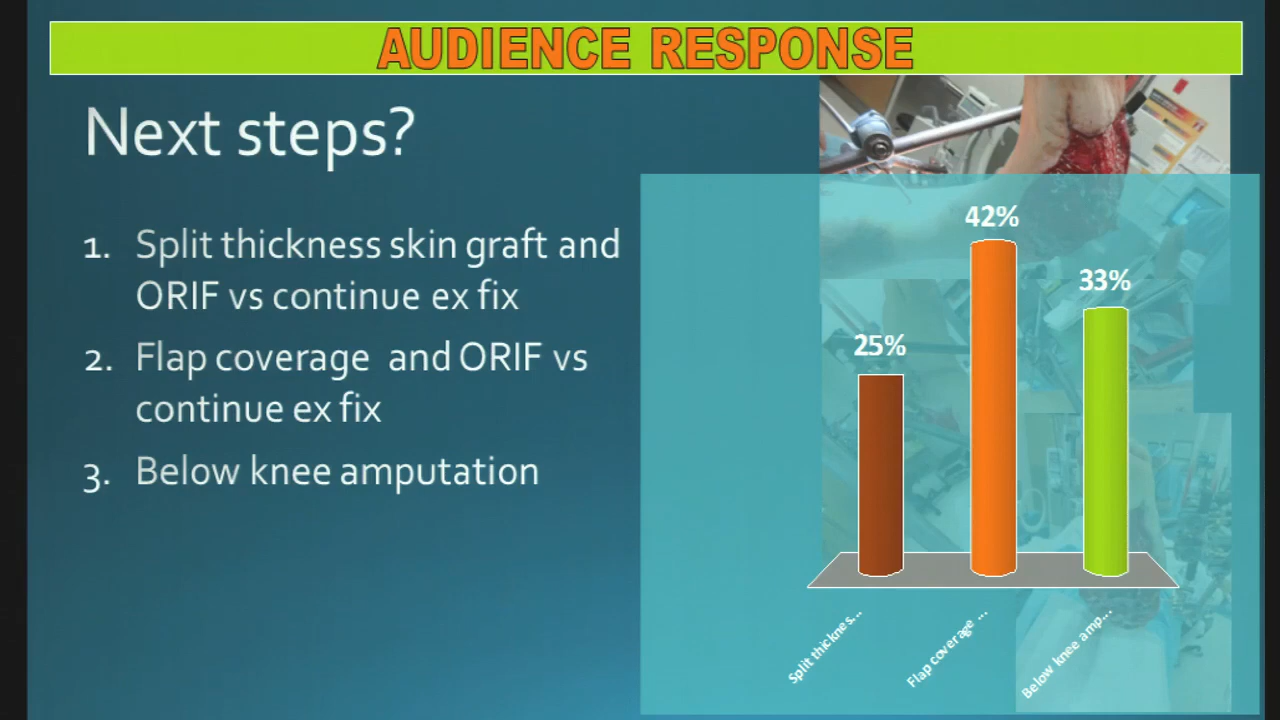 AUDIENCE RESPONSE
Next steps?
1. Split thickness skin graft and
ORIF vs continue ex fix
2. Flap coverage and ORIF vs
continue ex fix
3. Below knee amputation
42%
33%
25%
Split thicknes...
Flap coverage ...
Below knee amp...